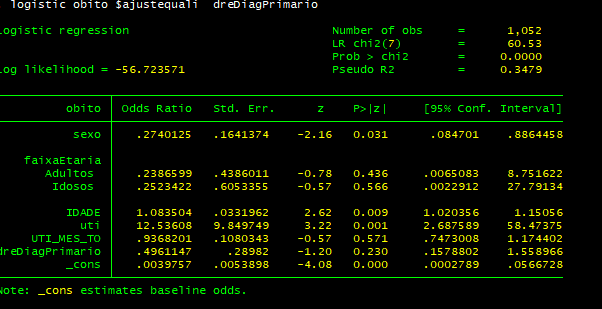 logistic obito $ajustequali dreDiagPrimario
Logistic regression Number of obs = 1,052
LR chi2(7) = 60.53
Prob > chi2 = 0.0000
Log likelihood = -56.723571 Pseudo R2 = 0.3479
obito Odds Ratio Std. Err. z P>|z| [95% Conf. Interval]
sexo .2740125 .1641374 -2.16 0.031 .084701 .8864458
faixaEtaria
Adultos .2386599 .4386011 -0.78 0.436 .0065083 8.751622
Idosos .2523422 .6053355 -0.57 0.566 .0022912 27.79134
IDADE 1.083504 .0331962 2.62 0.009 1.020356 1.15056
uti 12.53608 9.849749 3.22 0.001 2.687589 58.47375
UTI_MES_TO .9368201 .1080343 -0.57 0.571 .7473008 1.174402
dreDiagPrimario .4961147 .28982 -1.20 0.230 .1578802 1.558966
_cons .0039757 .0053898 -4.08 0.000 .0002789 .0566728
Note: _cons estimates baseline odds.